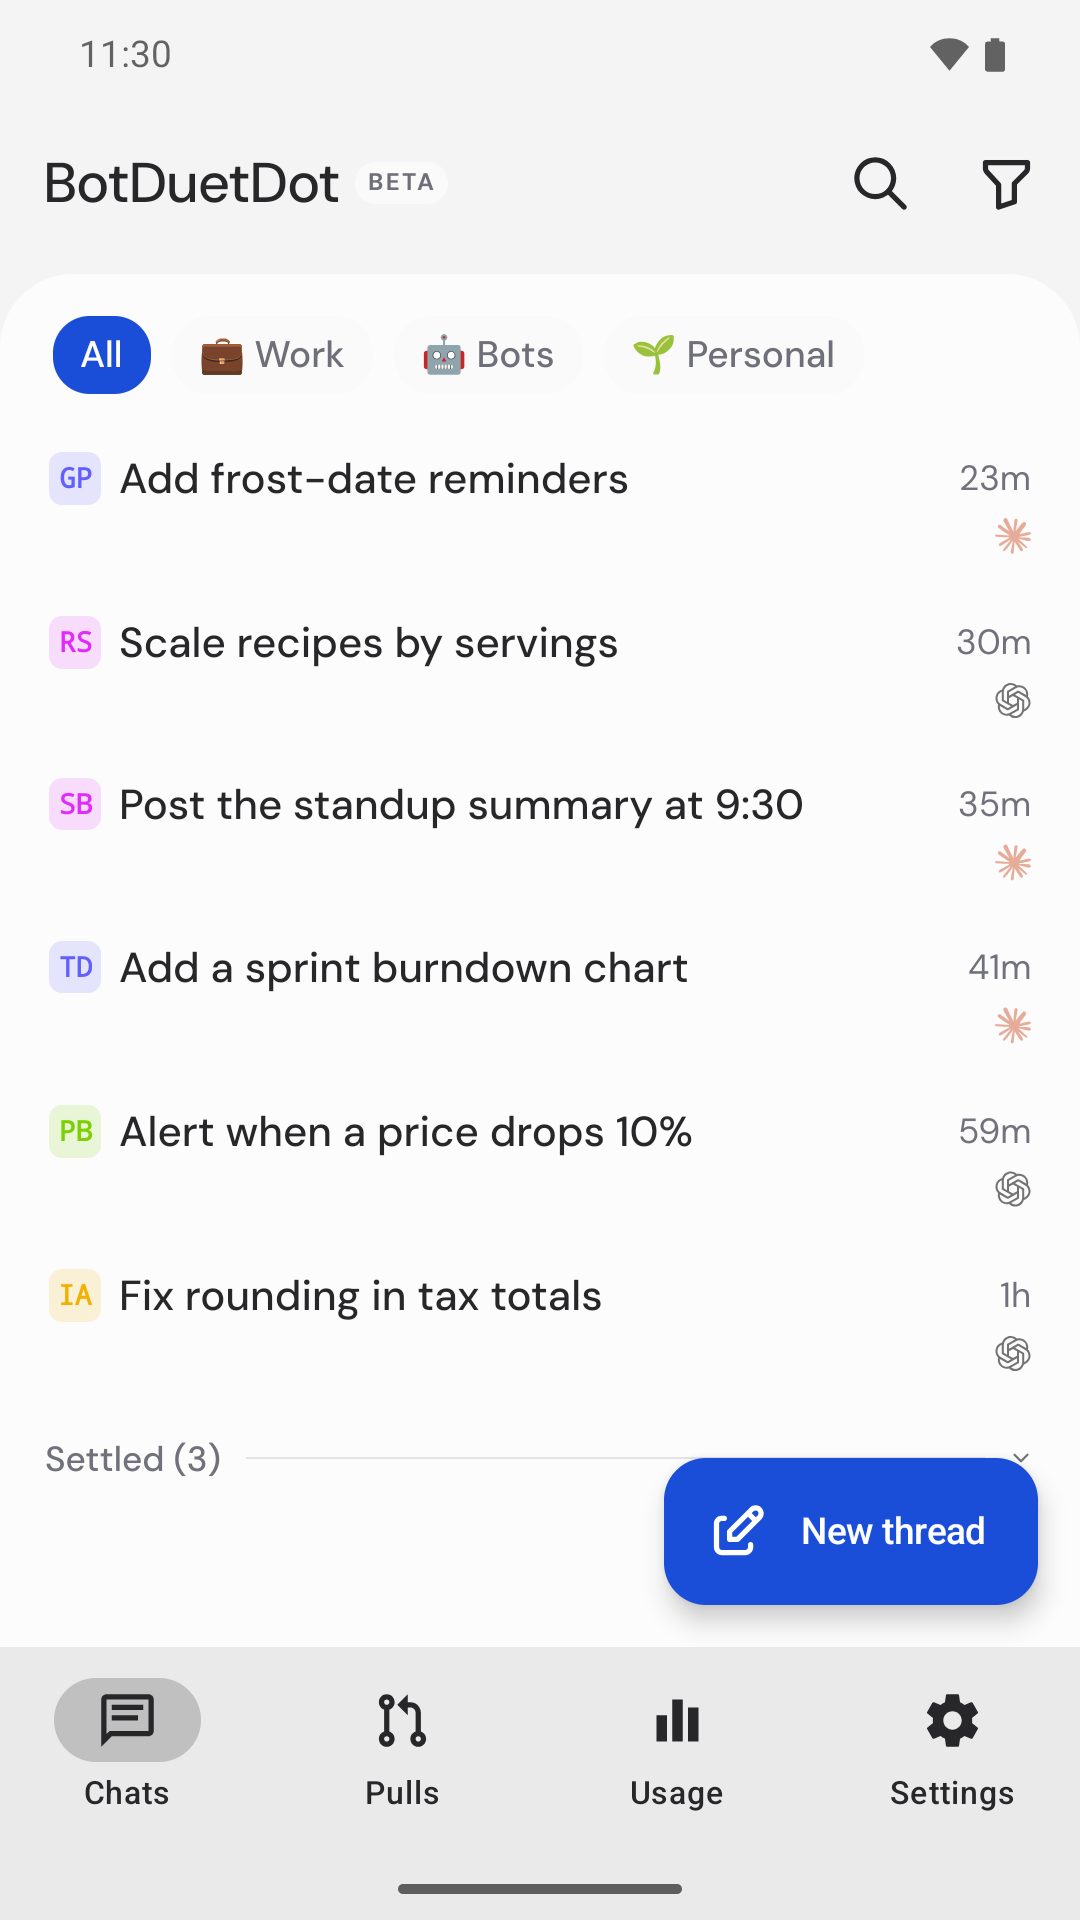 11:30
BotDuetDot BETA
All 💼 Work 🤖 Bots 🌱 Personal
GP Add frost-date reminders 23m
RS Scale recipes by servings 30m
SB Post the standup summary at 9:30 35m
TD Add a sprint burndown chart 41m
PB Alert when a price drops 10% 59m
IA Fix rounding in tax totals 1h
Settled (3)
New thread
Chats Pulls Usage Settings